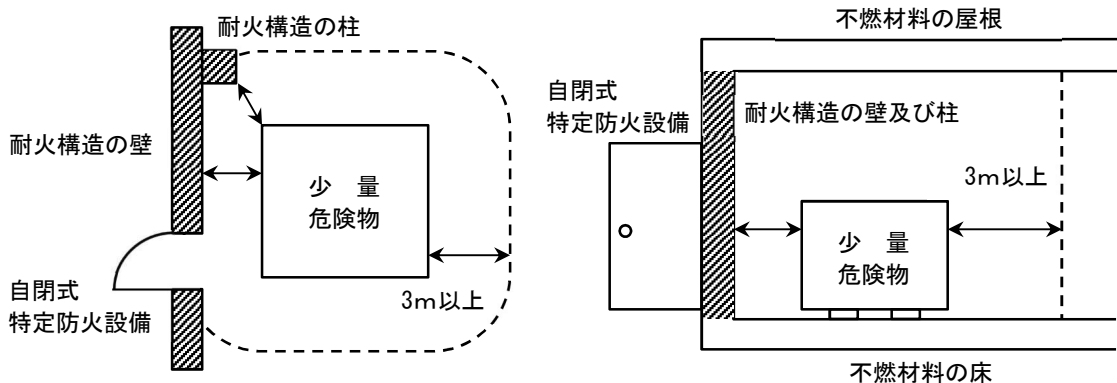 耐火構造の柱
耐火構造の壁
少　量
危険物
自閉式
特定防火設備
3m以上
不燃材料の屋根
自閉式
特定防火設備
耐火構造の壁及び柱
3m以上
少　量
危険物
不燃材料の床